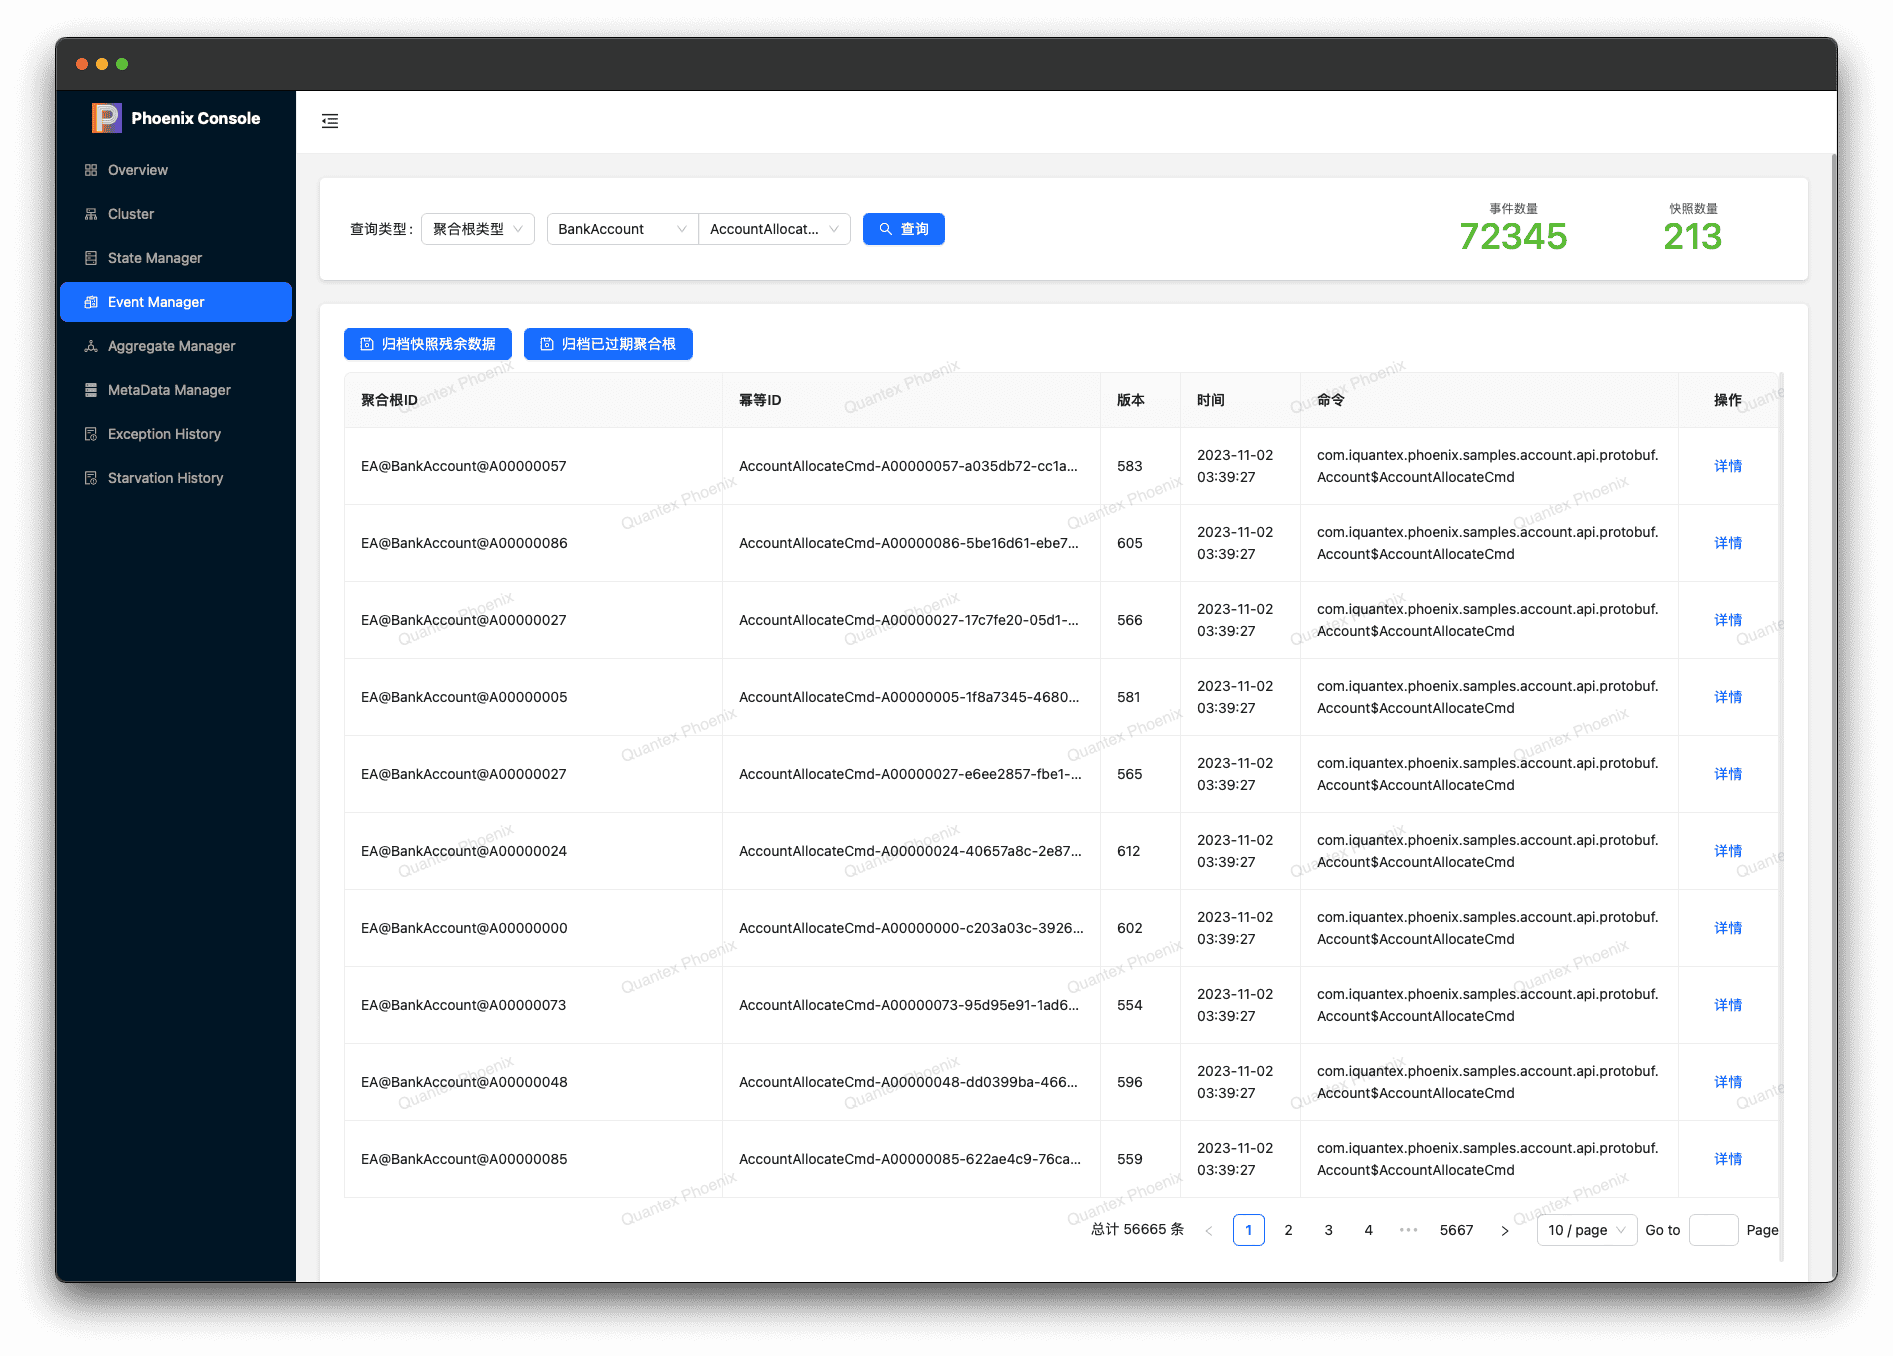 Phoenix Console
Overview
Cluster
State Manager
Event Manager
Aggregate Manager
MetaData Manager
Exception History
Starvation History
查询类型: 聚合根类型 BankAccount AccountAllocat... 查询
事件数量
72345
快照数量
213
归档快照残余数据 归档已过期聚合根
聚合根ID 幂等ID 版本 时间 命令 操作
EA@BankAccount@A00000057 AccountAllocateCmd-A00000057-a035db72-cc1a... 583 2023-11-02 03:39:27 com.iquantex.phoenix.samples.account.api.protobuf.Account$AccountAllocateCmd 详情
EA@BankAccount@A00000086 AccountAllocateCmd-A00000086-5be16d61-ebe7... 605 2023-11-02 03:39:27 com.iquantex.phoenix.samples.account.api.protobuf.Account$AccountAllocateCmd 详情
EA@BankAccount@A00000027 AccountAllocateCmd-A00000027-17c7fe20-05d1-... 566 2023-11-02 03:39:27 com.iquantex.phoenix.samples.account.api.protobuf.Account$AccountAllocateCmd 详情
EA@BankAccount@A00000005 AccountAllocateCmd-A00000005-1f8a7345-4680... 581 2023-11-02 03:39:27 com.iquantex.phoenix.samples.account.api.protobuf.Account$AccountAllocateCmd 详情
EA@BankAccount@A00000027 AccountAllocateCmd-A00000027-e6ee2857-fbe1-... 565 2023-11-02 03:39:27 com.iquantex.phoenix.samples.account.api.protobuf.Account$AccountAllocateCmd 详情
EA@BankAccount@A00000024 AccountAllocateCmd-A00000024-40657a8c-2e87... 612 2023-11-02 03:39:27 com.iquantex.phoenix.samples.account.api.protobuf.Account$AccountAllocateCmd 详情
EA@BankAccount@A00000000 AccountAllocateCmd-A00000000-c203a03c-3926... 602 2023-11-02 03:39:27 com.iquantex.phoenix.samples.account.api.protobuf.Account$AccountAllocateCmd 详情
EA@BankAccount@A00000073 AccountAllocateCmd-A00000073-95d95e91-1ad6... 554 2023-11-02 03:39:27 com.iquantex.phoenix.samples.account.api.protobuf.Account$AccountAllocateCmd 详情
EA@BankAccount@A00000048 AccountAllocateCmd-A00000048-dd0399ba-466... 596 2023-11-02 03:39:27 com.iquantex.phoenix.samples.account.api.protobuf.Account$AccountAllocateCmd 详情
EA@BankAccount@A00000085 AccountAllocateCmd-A00000085-622ae4c9-76ca... 559 2023-11-02 03:39:27 com.iquantex.phoenix.samples.account.api.protobuf.Account$AccountAllocateCmd 详情
总计 56665 条 < 1 2 3 4 ••• 5667 > 10 / page Go to Page
Quantex Phoenix